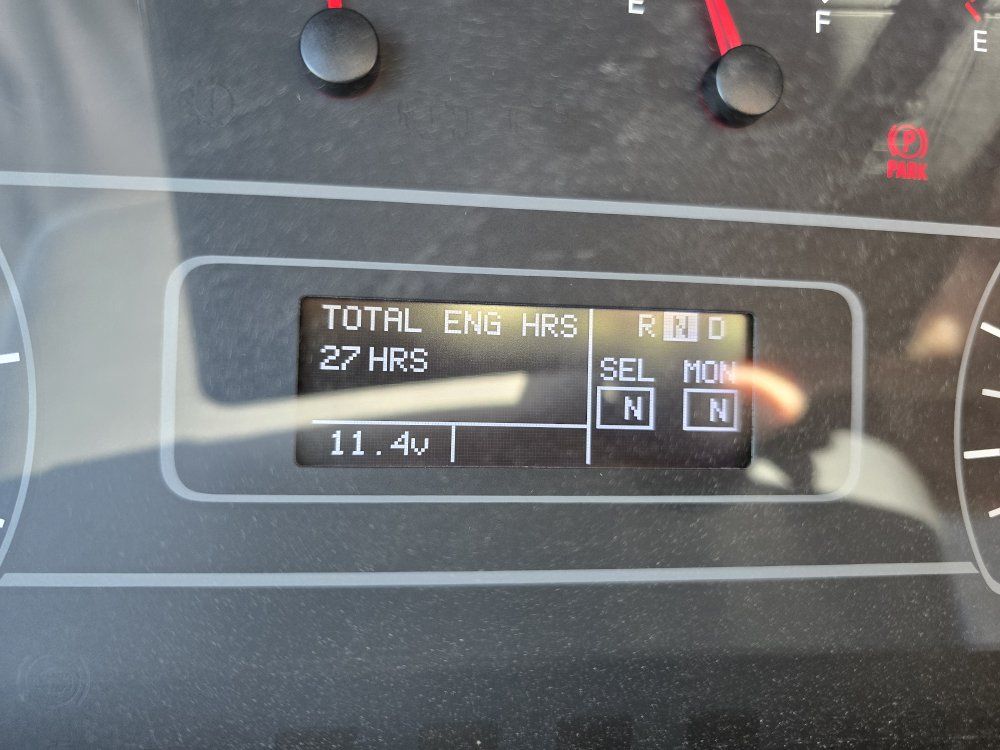 E
F
E
P
PARK
TOTAL ENG HRS
27 HRS
11.4v
R N D
SEL MON
N N